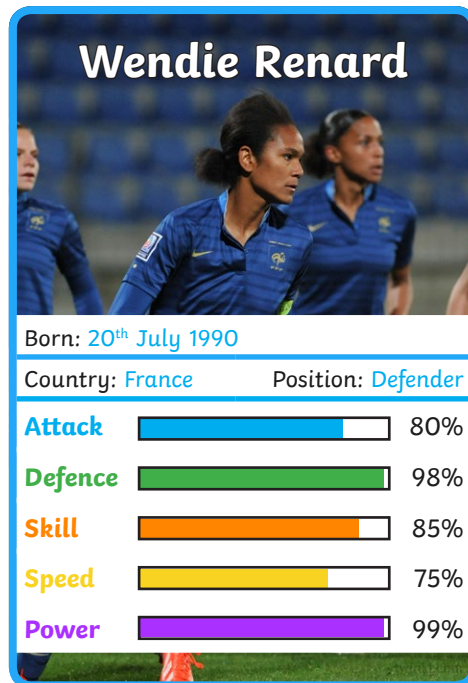 Wendie Renard
Born: 20th July 1990
Country: France Position: Defender
Attack 80%
Defence 98%
Skill 85%
Speed 75%
Power 99%